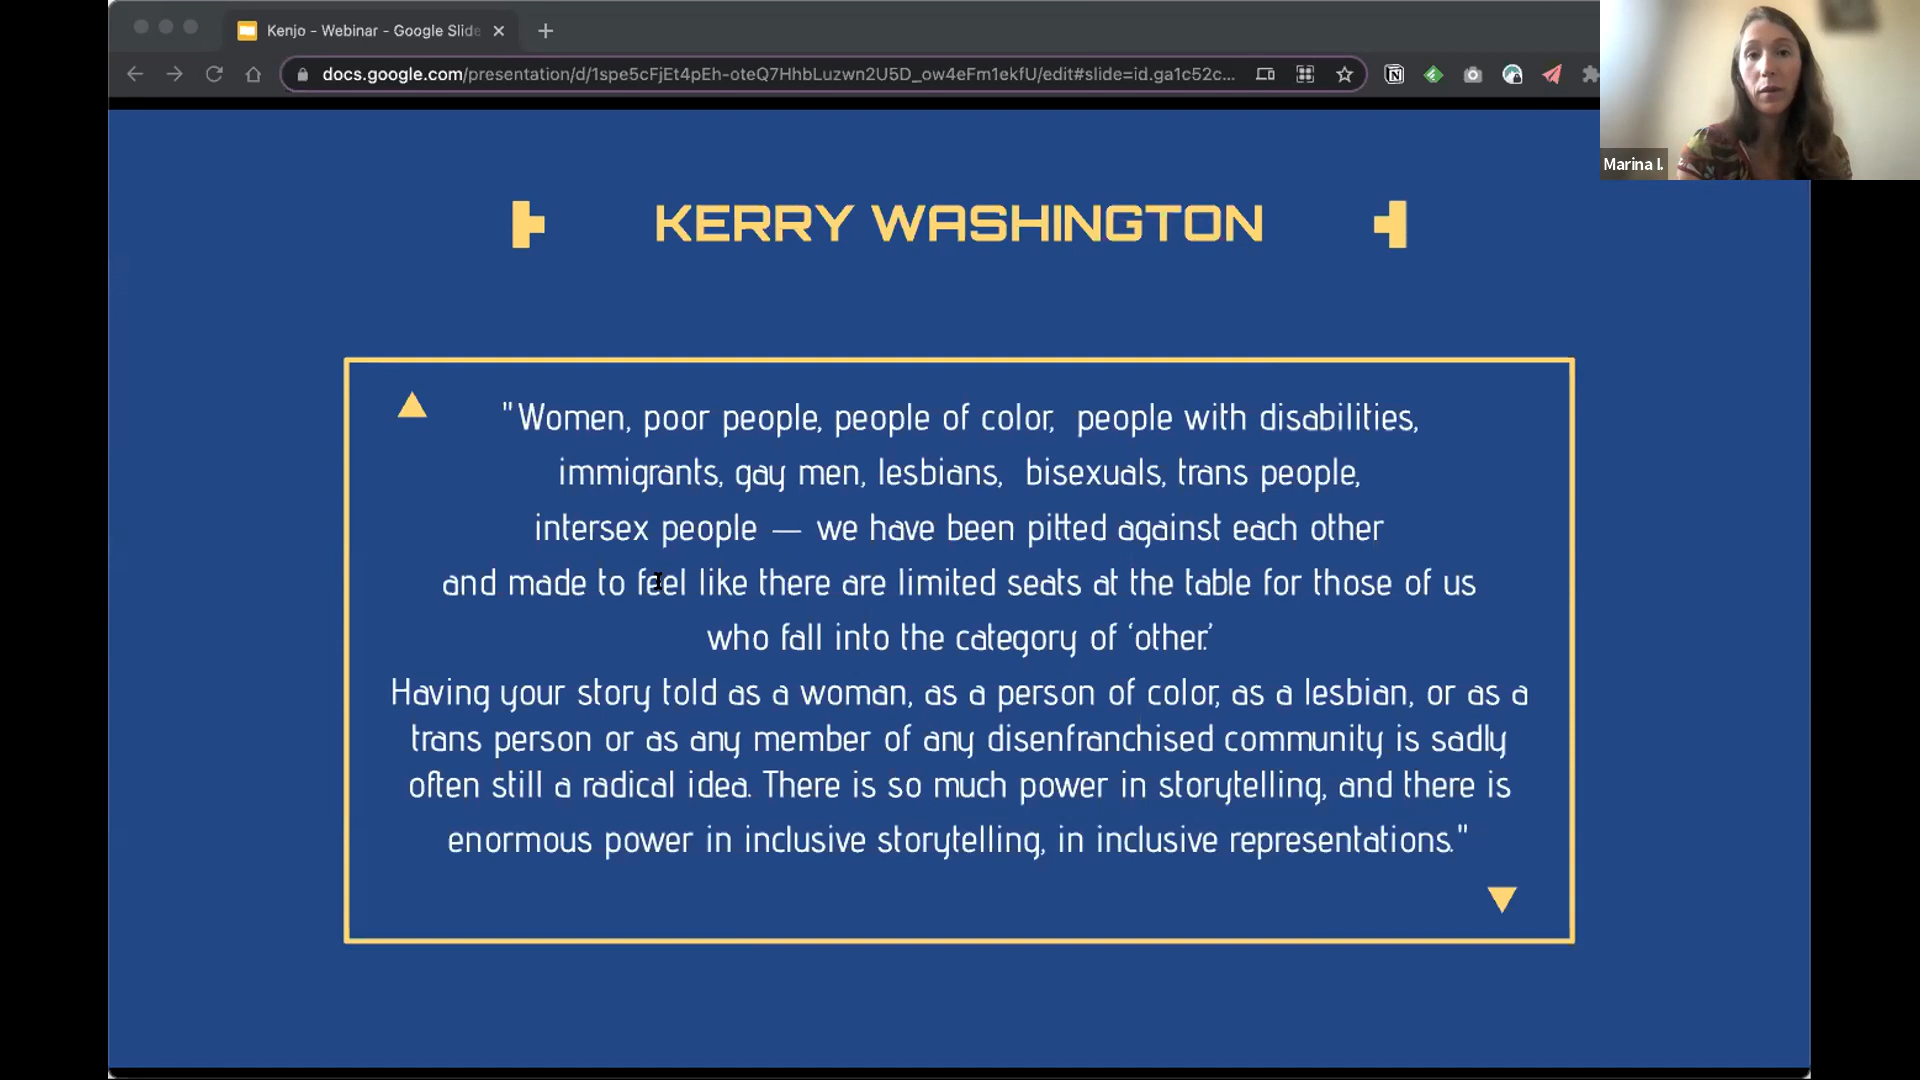 Kenjo - Webinar - Google Slide
docs.google.com/presentation/d/1spe5cFjEt4pEh-oteQ7HhbLuzwn2U5D_ow4eFm1ekfU/edit#slide=id.ga1c52c...
Marina I.
KERRY WASHINGTON
"Women, poor people, people of color, people with disabilities,
immigrants, gay men, lesbians, bisexuals, trans people,
intersex people — we have been pitted against each other
and made to feel like there are limited seats at the table for those of us
who fall into the category of ‘other.’
Having your story told as a woman, as a person of color, as a lesbian, or as a
trans person or as any member of any disenfranchised community is sadly
often still a radical idea. There is so much power in storytelling, and there is
enormous power in inclusive storytelling, in inclusive representations."